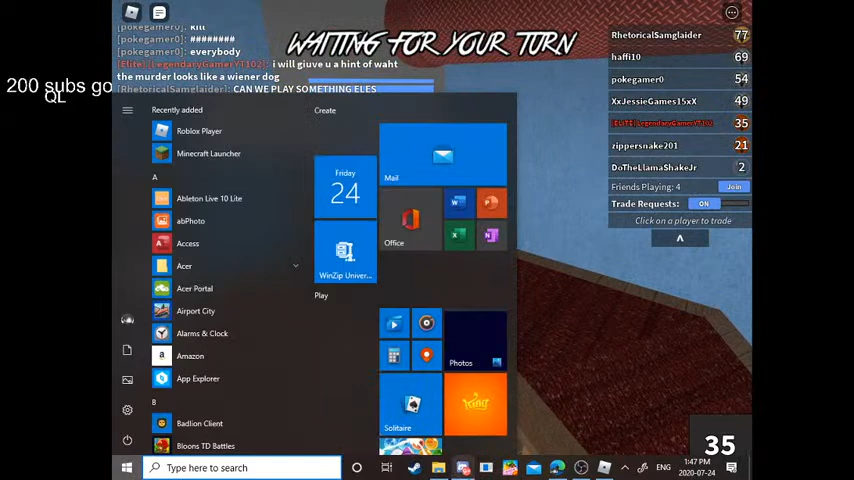 [pokegamer0]: kill
[pokegamer0]: ########
[pokegamer0]: everybody
[Elite] [LegendaryGamerYT102]: i will giuve u a hint of waht
the murder looks like a wiener dog
[RhetoricalSamglaider]: CAN WE PLAY SOMETHING ELES
WAITING FOR YOUR TURN
200 subs go
QL
RhetoricalSamglaider 77
haffi10 69
pokegamer0 54
XxJessieGames15xX 49
[ELITE] LegendaryGamerYT102 35
zippersnake201 21
DoTheLlamaShakeJr 2
Friends Playing: 4 Join
Trade Requests: ON
Click on a player to trade
Recently added
Roblox Player
Minecraft Launcher
A
Ableton Live 10 Lite
abPhoto
Access
Acer
Acer Portal
Airport City
Alarms & Clock
Amazon
App Explorer
B
Badlion Client
Bloons TD Battles
Create
Friday
24
Mail
Office
WinZip Univer...
Play
Photos
Solitaire
King
35
Type here to search
ENG
1:47 PM
2020-07-24